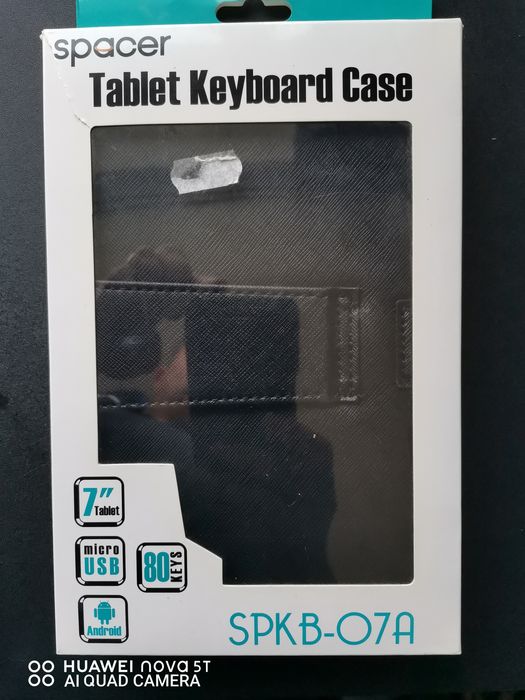 spacer
Tablet Keyboard Case
7"
Tablet
micro
USB
80
KEYS
Android
SPKB-07A
HUAWEI nova 5T
AI QUAD CAMERA